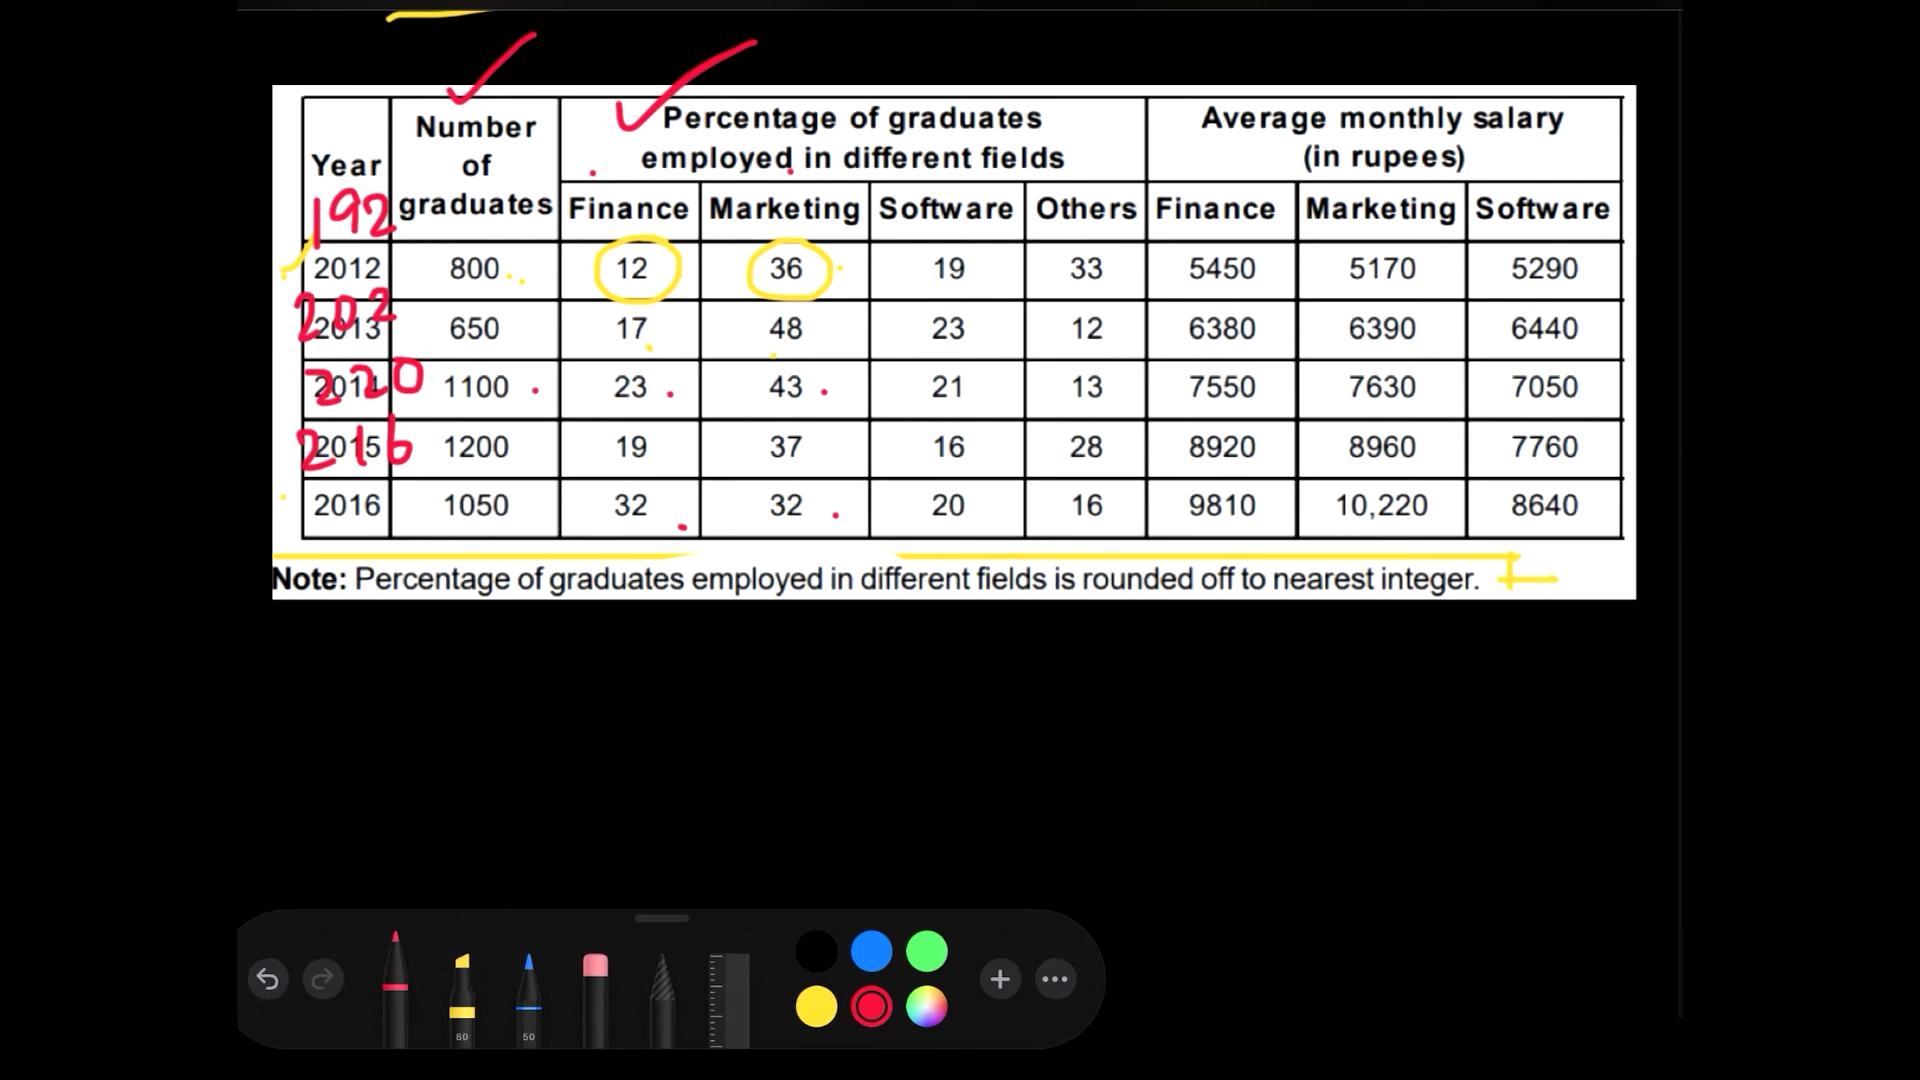 Year Number of graduates Percentage of graduates employed in different fields Average monthly salary (in rupees)
Finance Marketing Software Others Finance Marketing Software
192
2012 800 12 36 19 33 5450 5170 5290
202
2013 650 17 48 23 12 6380 6390 6440
220
2014 1100 23 43 21 13 7550 7630 7050
216
2015 1200 19 37 16 28 8920 8960 7760
2016 1050 32 32 20 16 9810 10,220 8640
Note: Percentage of graduates employed in different fields is rounded off to nearest integer.
80 50